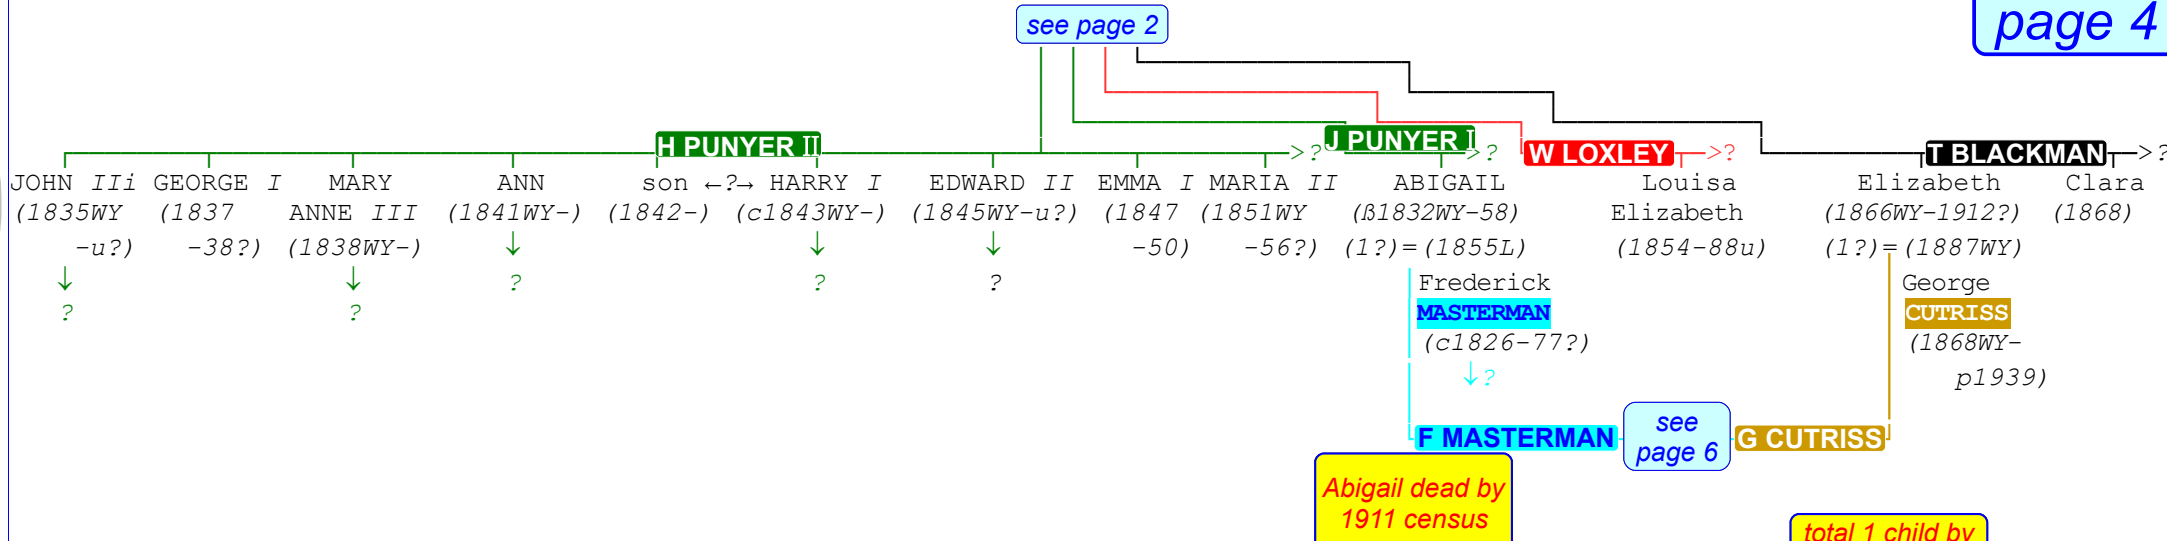 see page 2
page 4
H PUNYER II
>?
J PUNYER I
>?
W LOXLEY
>?
T BLACKMAN
>?
JOHN IIi GEORGE I MARY ANN son ←?→ HARRY I EDWARD II EMMA I MARIA II ABIGAIL Louisa Elizabeth Clara
(1835WY (1837 ANNE III (1841WY-) (1842-) (c1843WY-) (1845WY-u?) (1847 (1851WY (ß1832WY-58) Elizabeth (1866WY-1912?) (1868)
-u?) -38?) (1838WY-) ↓ ↓ ↓ -50) -56?) (1?)=(1855L) (1854-88u) (1?)=(1887WY)
↓ ↓ ? ? ? Frederick George
? ? MASTERMAN CUTRISS
(c1826-77?) (1868WY-
↓? p1939)
F MASTERMAN
see
page 6
G CUTRISS
Abigail dead by
1911 census
total 1 child by